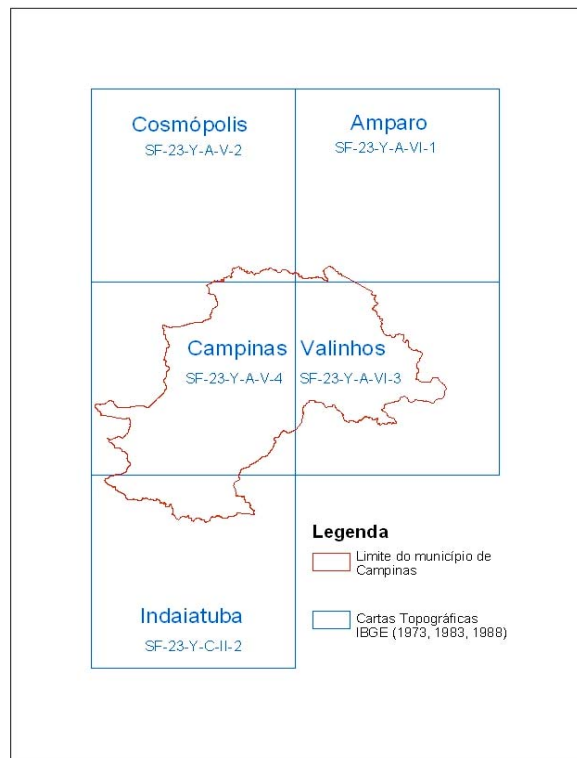 Cosmópolis
SF-23-Y-A-V-2
Amparo
SF-23-Y-A-VI-1
Campinas
SF-23-Y-A-V-4
Valinhos
SF-23-Y-A-VI-3
Indaiatuba
SF-23-Y-C-II-2
Legenda
Limite do município de
Campinas
Cartas Topográficas
IBGE (1973, 1983, 1988)